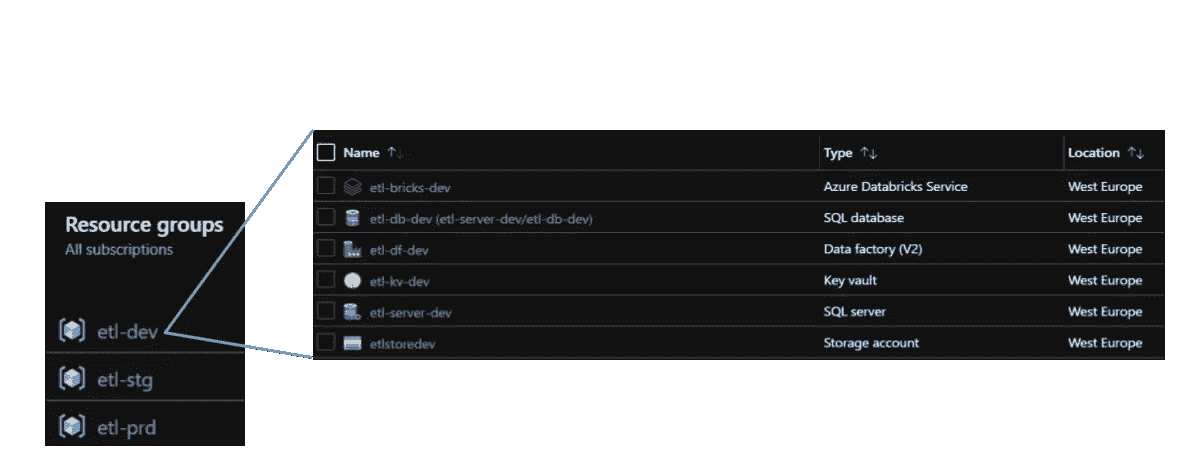 Resource groups
All subscriptions
etl-dev
etl-stg
etl-prd
Name ↑↓ Type ↑↓ Location ↑↓
etl-bricks-dev Azure Databricks Service West Europe
etl-db-dev (etl-server-dev/etl-db-dev) SQL database West Europe
etl-df-dev Data factory (V2) West Europe
etl-kv-dev Key vault West Europe
etl-server-dev SQL server West Europe
etlstoredev Storage account West Europe